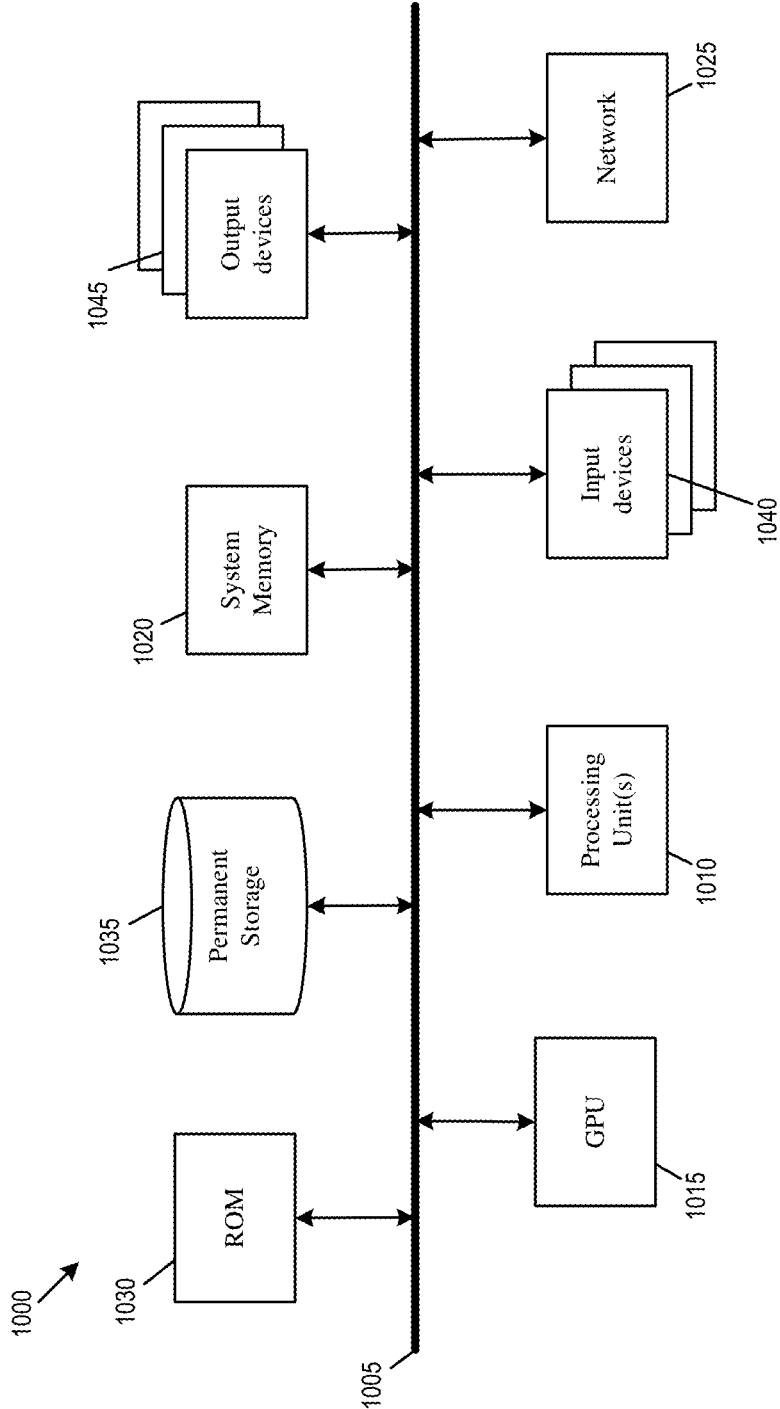 1000
1030
ROM
1035
Permanent
Storage
1020
System
Memory
1045
Output
devices
1005
GPU
1015
Processing
Unit(s)
1010
Input
devices
1040
Network
1025